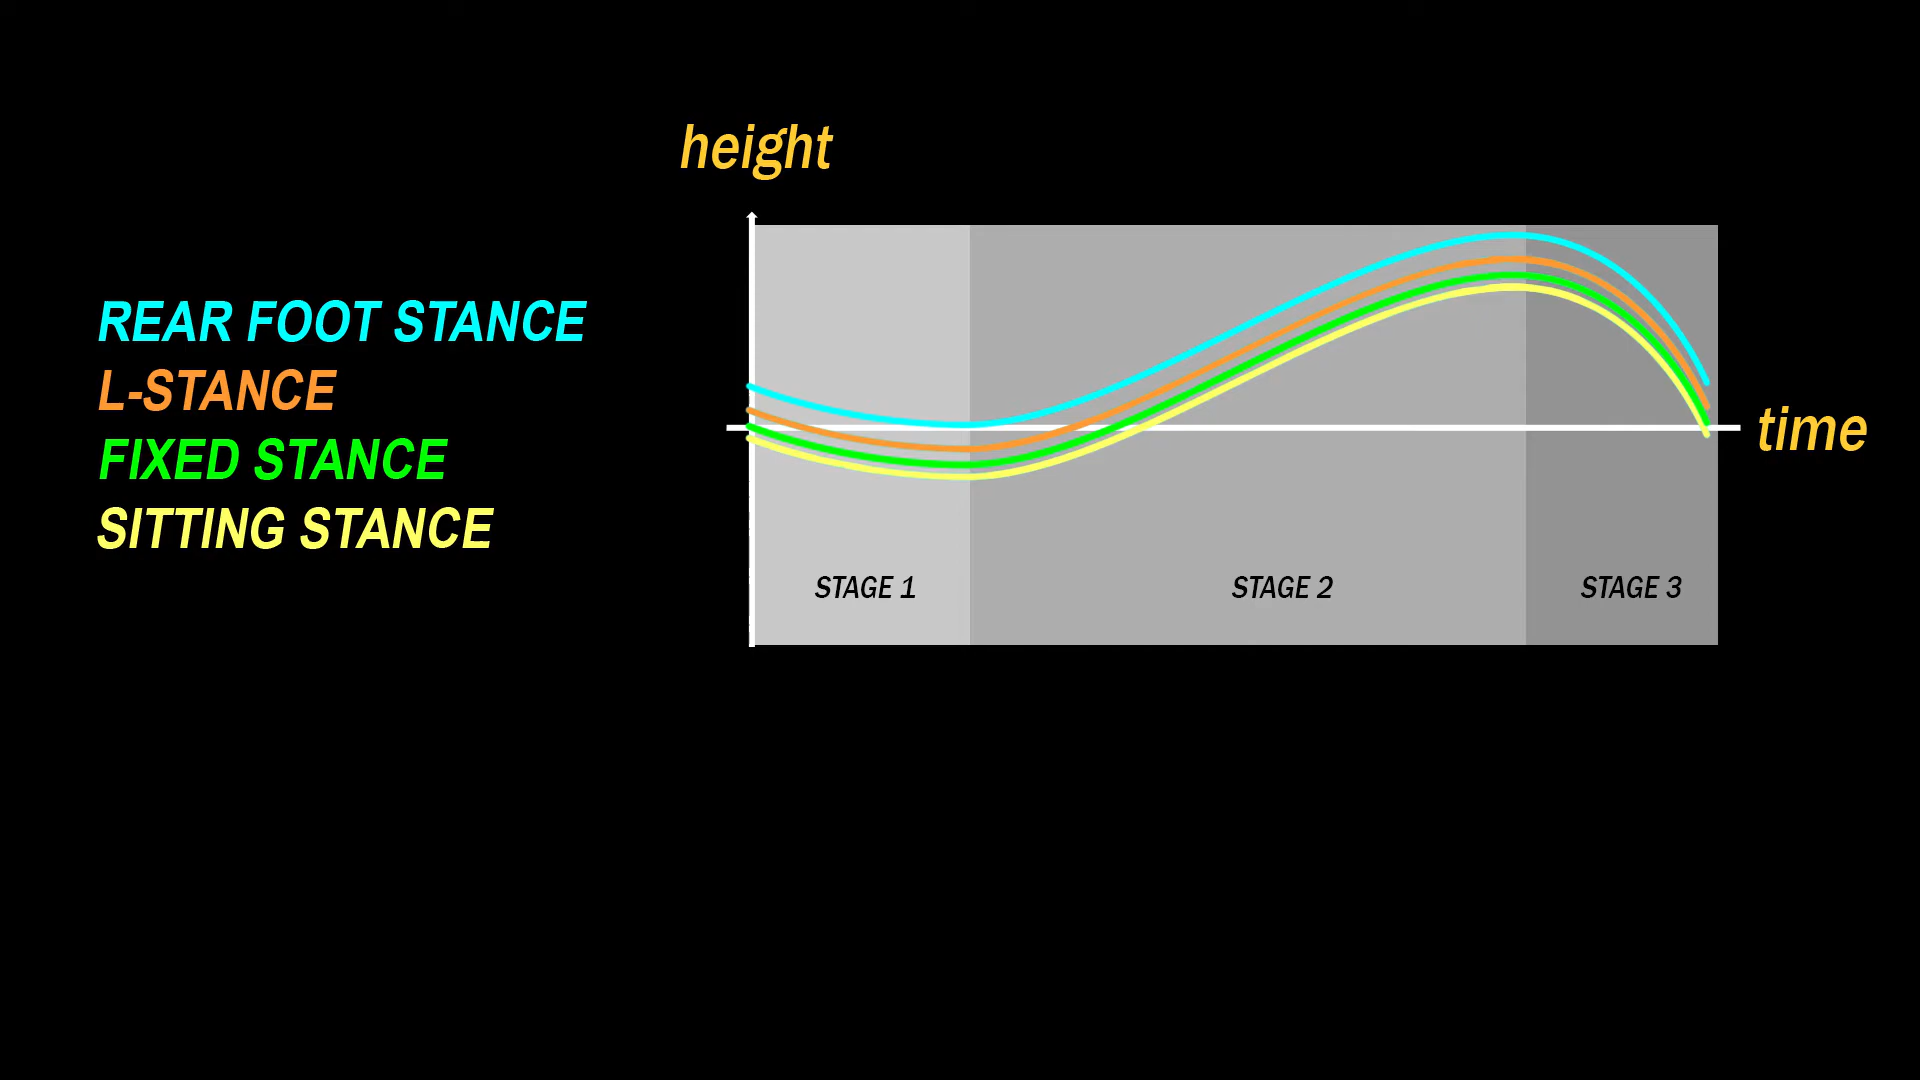 height
REAR FOOT STANCE
L-STANCE
FIXED STANCE
SITTING STANCE
time
STAGE 1
STAGE 2
STAGE 3